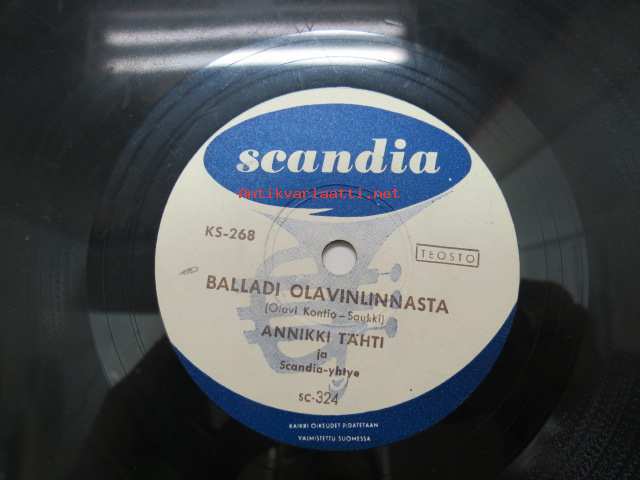 scandia
Antikvariaatti.net
KS-268
TEOSTO
BALLADI OLAVINLINNASTA
(Olavi Kontio – Saukki)
ANNIKKI TÄHTI
ja
Scandia-yhtye
sc-324
KAIKKI OIKEUDET PIDÄTETÄÄN
VALMISTETTU SUOMESSA